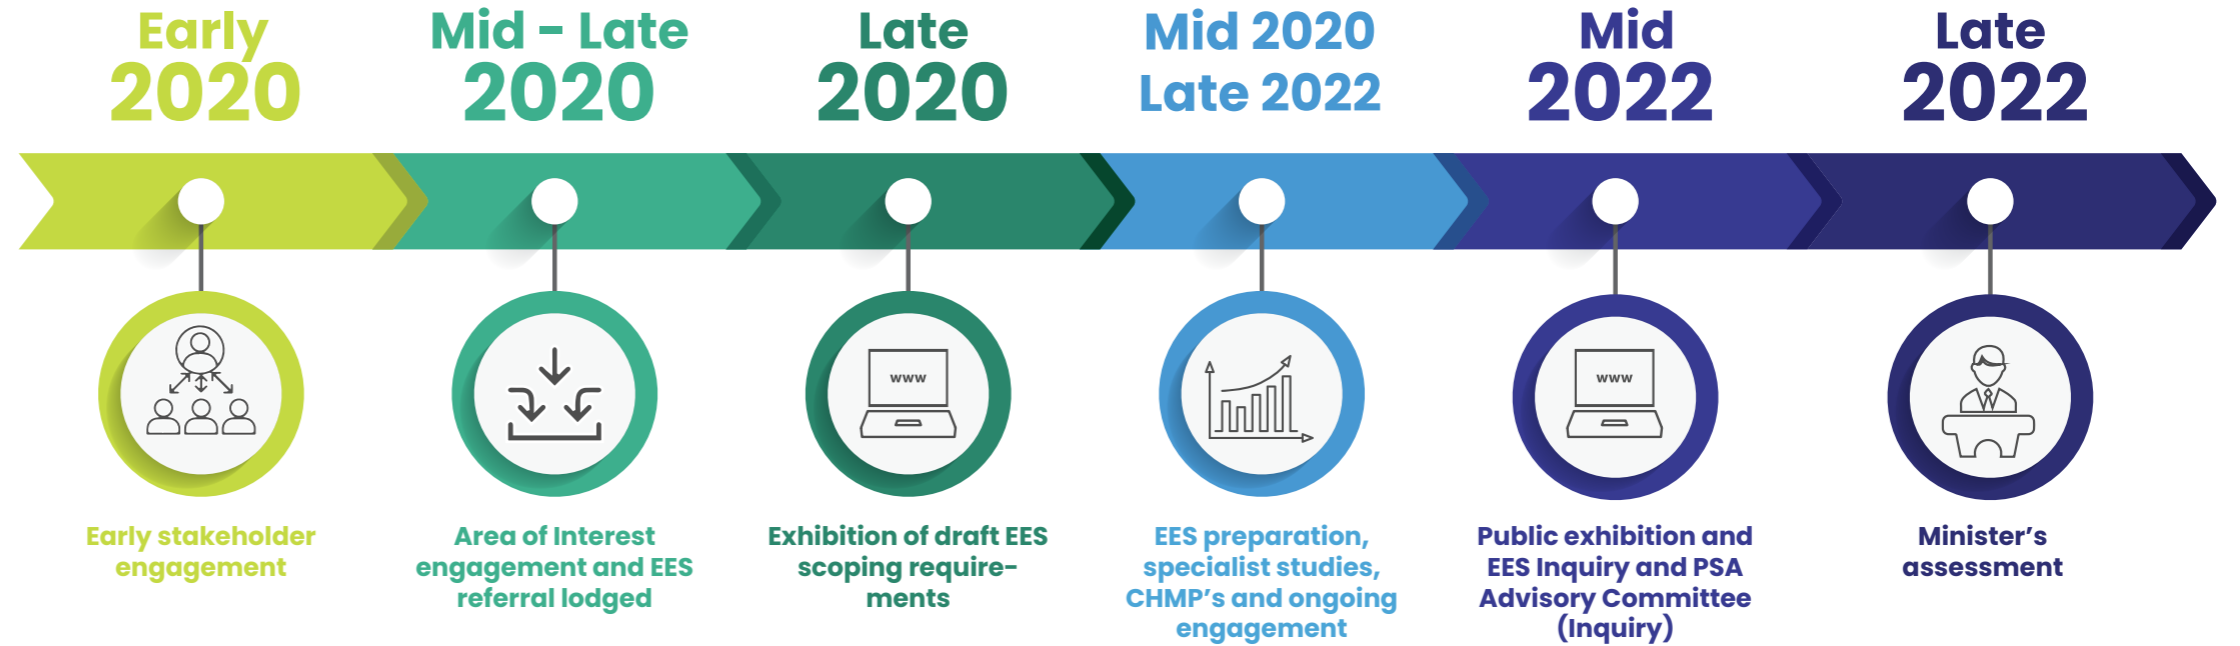 Early
2020
Mid - Late
2020
Late
2020
Mid 2020
Late 2022
Mid
2022
Late
2022
www
www
Early stakeholder
engagement
Area of Interest
engagement and EES
referral lodged
Exhibition of draft EES
scoping require-
ments
EES preparation,
specialist studies,
CHMP's and ongoing
engagement
Public exhibition and
EES Inquiry and PSA
Advisory Committee
(Inquiry)
Minister's
assessment